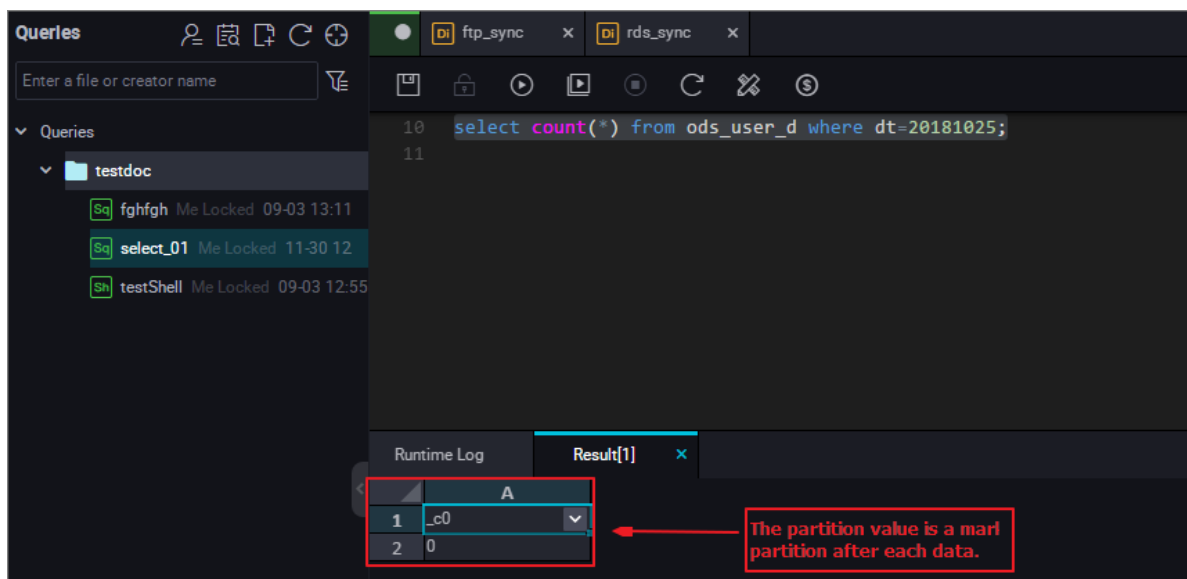 Queries
Enter a file or creator name
Queries
testdoc
Sq fghfgh Me Locked 09-03 13:11
Sq select_01 Me Locked 11-30 12
Sh testShell Me Locked 09-03 12:55
Di ftp_sync ×
Di rds_sync ×
10 select count(*) from ods_user_d where dt=20181025;
11
Runtime Log
Result[1] ×
A
1 _c0
2 0
The partition value is a marl
partition after each data.